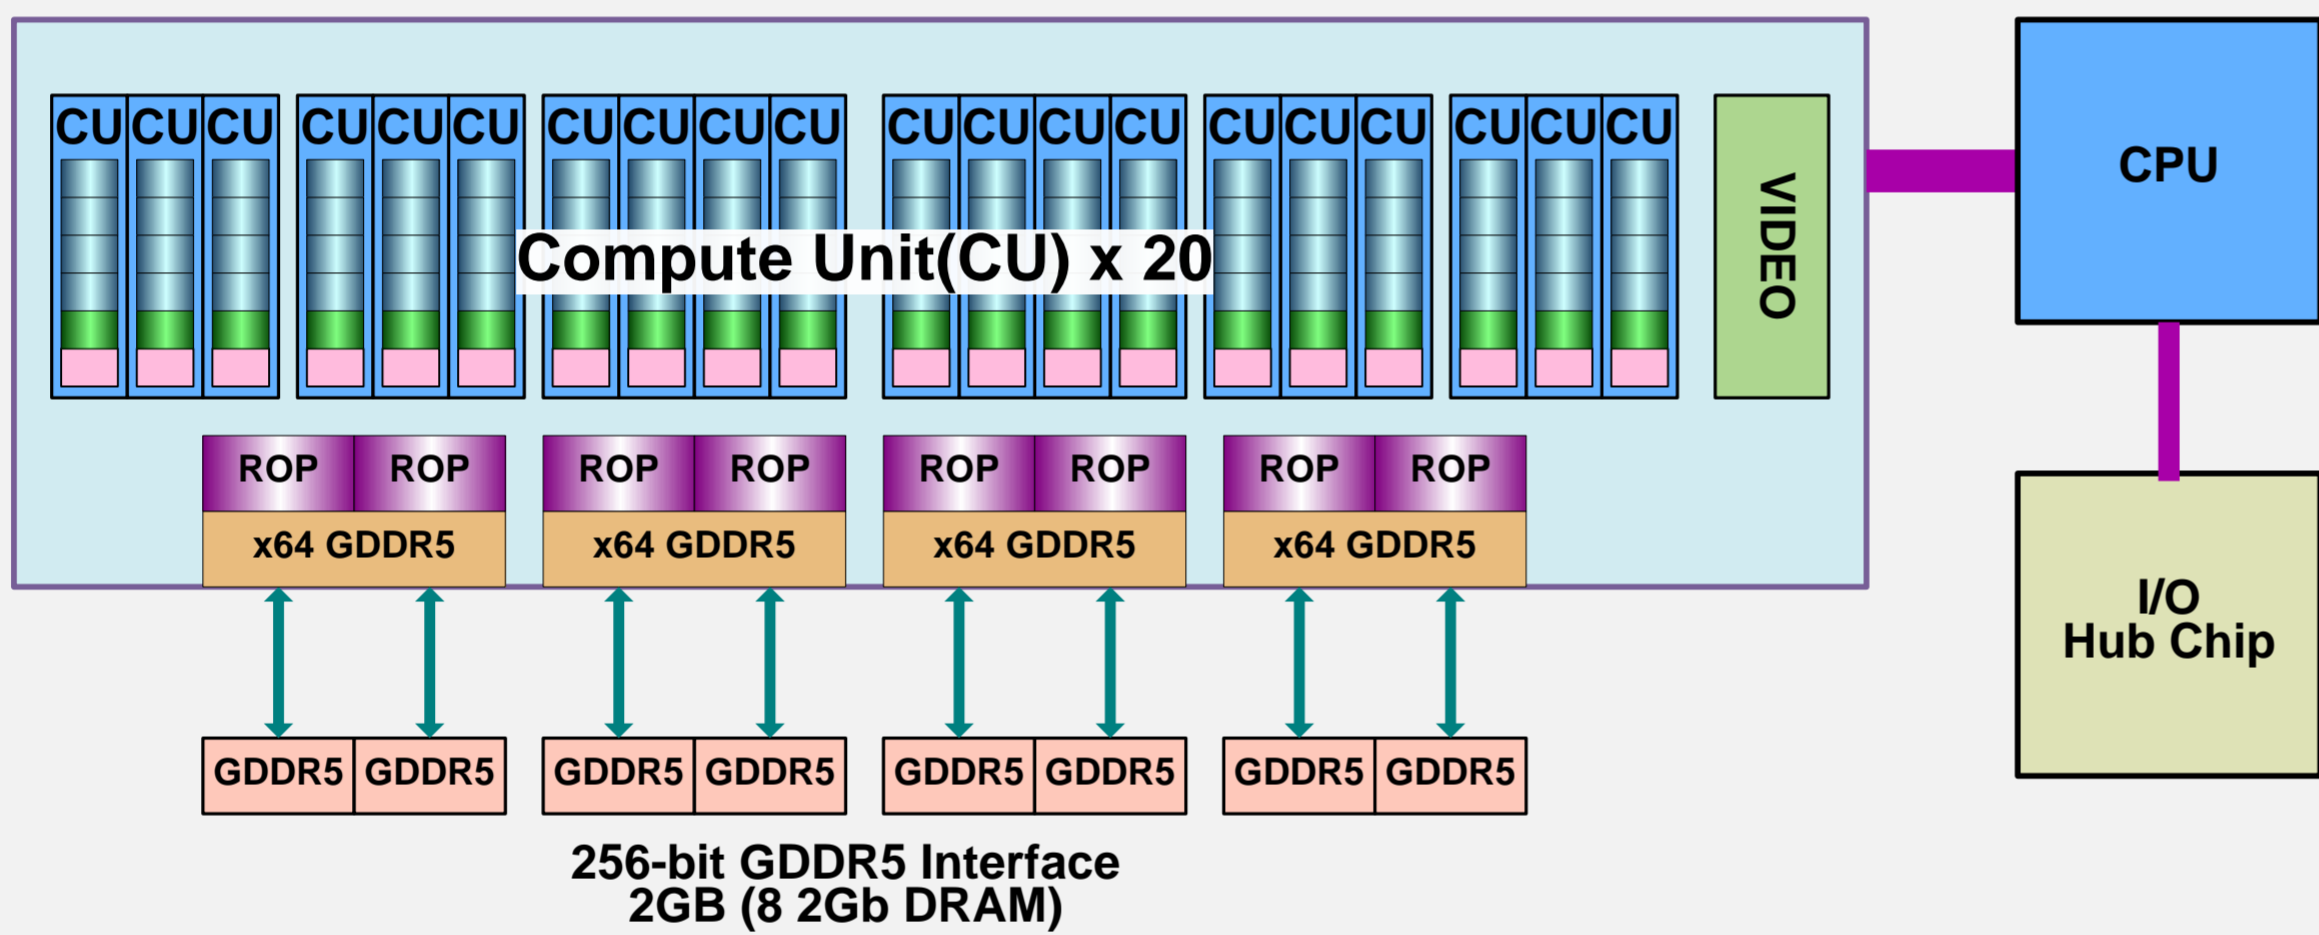 CU CU CU CU CU CU CU CU CU CU CU CU CU CU CU CU CU CU CU CU
Compute Unit(CU) x 20
VIDEO
CPU
ROP ROP ROP ROP ROP ROP ROP ROP
x64 GDDR5 x64 GDDR5 x64 GDDR5 x64 GDDR5
I/O
Hub Chip
GDDR5 GDDR5 GDDR5 GDDR5 GDDR5 GDDR5 GDDR5 GDDR5
256-bit GDDR5 Interface
2GB (8 2Gb DRAM)